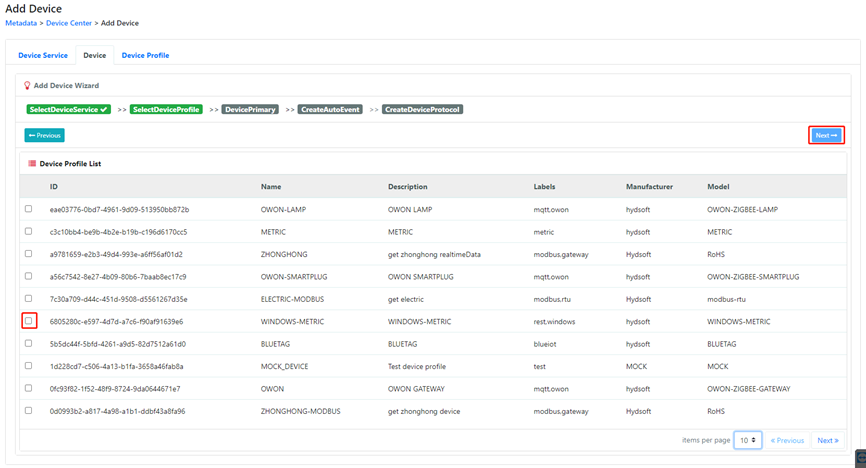 Add Device
Metadata > Device Center > Add Device
Device Service Device Device Profile
Add Device Wizard
SelectDeviceService ✔ >> SelectDeviceProfile >> DevicePrimary >> CreateAutoEvent >> CreateDeviceProtocol
← Previous Next →
Device Profile List
ID Name Description Labels Manufacturer Model
eae03776-0bd7-4961-9d09-513950bb872b OWON-LAMP OWON LAMP mqtt.owon hydsoft OWON-ZIGBEE-LAMP
c3c10bb4-be9b-4b2e-b19b-c196d6170cc5 METRIC METRIC metric hydsoft METRIC
a9781659-e2b3-49d4-993e-a6ff56af01d2 ZHONGHONG get zhonghong realtimeData modbus.gateway Hydsoft RoHS
a56c7542-8e27-4b09-80b6-7baab8ec17c9 OWON-SMARTPLUG OWON SMARTPLUG mqtt.owon hydsoft OWON-ZIGBEE-SMARTPLUG
7c30a709-d44c-451d-9508-d5561267d35e ELECTRIC-MODBUS get electric modbus.rtu Hydsoft modbus-rtu
6805280c-e597-4d7d-a7c6-f90af91639e6 WINDOWS-METRIC WINDOWS-METRIC rest.windows hydsoft WINDOWS-METRIC
5b5dc44f-5bfd-4261-a9d5-82d7512a61d0 BLUETAG BLUETAG blueiot hydsoft BLUETAG
1d228cd7-c506-4a13-b1fa-3658a46fab8a MOCK_DEVICE Test device profile test MOCK MOCK
0fc93f82-1f52-48f9-8724-9da0644671e7 OWON OWON GATEWAY mqtt.owon hydsoft OWON-ZIGBEE-GATEWAY
0d0993b2-a817-4a98-a1b1-ddbf43a8fa96 ZHONGHONG-MODBUS get zhonghong device modbus.gateway Hydsoft RoHS
items per page 10 « Previous Next »